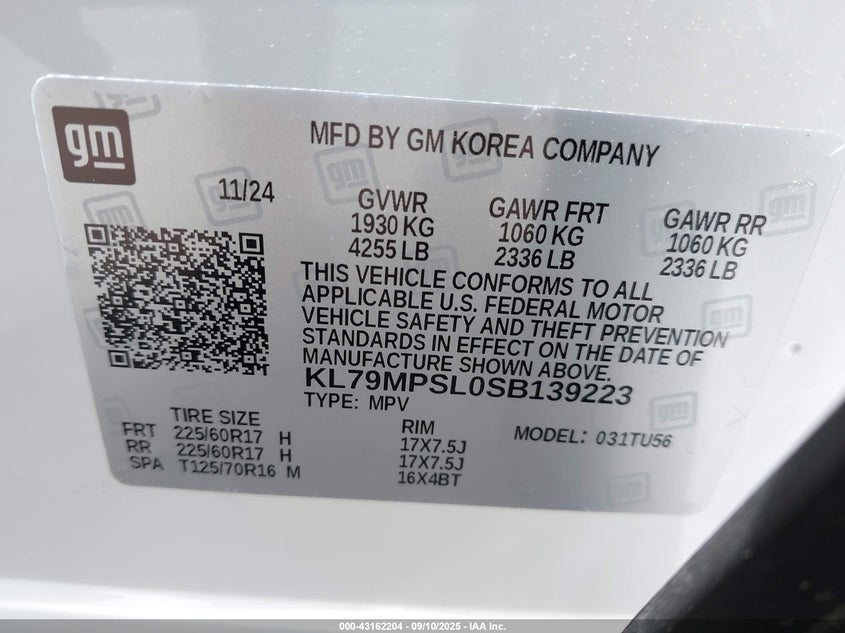 gm
MFD BY GM KOREA COMPANY
11/24
GVWR
1930 KG
4255 LB
GAWR FRT
1060 KG
2336 LB
GAWR RR
1060 KG
2336 LB
THIS VEHICLE CONFORMS TO ALL
APPLICABLE U.S. FEDERAL MOTOR
VEHICLE SAFETY AND THEFT PREVENTION
STANDARDS IN EFFECT ON THE DATE OF
MANUFACTURE SHOWN ABOVE.
KL79MPSL0SB139223
TYPE: MPV
TIRE SIZE
FRT 225/60R17 H
RR 225/60R17 H
SPA T125/70R16 M
RIM
17X7.5J
17X7.5J
16X4BT
MODEL: 031TU56
000-43162204 - 09/10/2025 - IAA Inc.